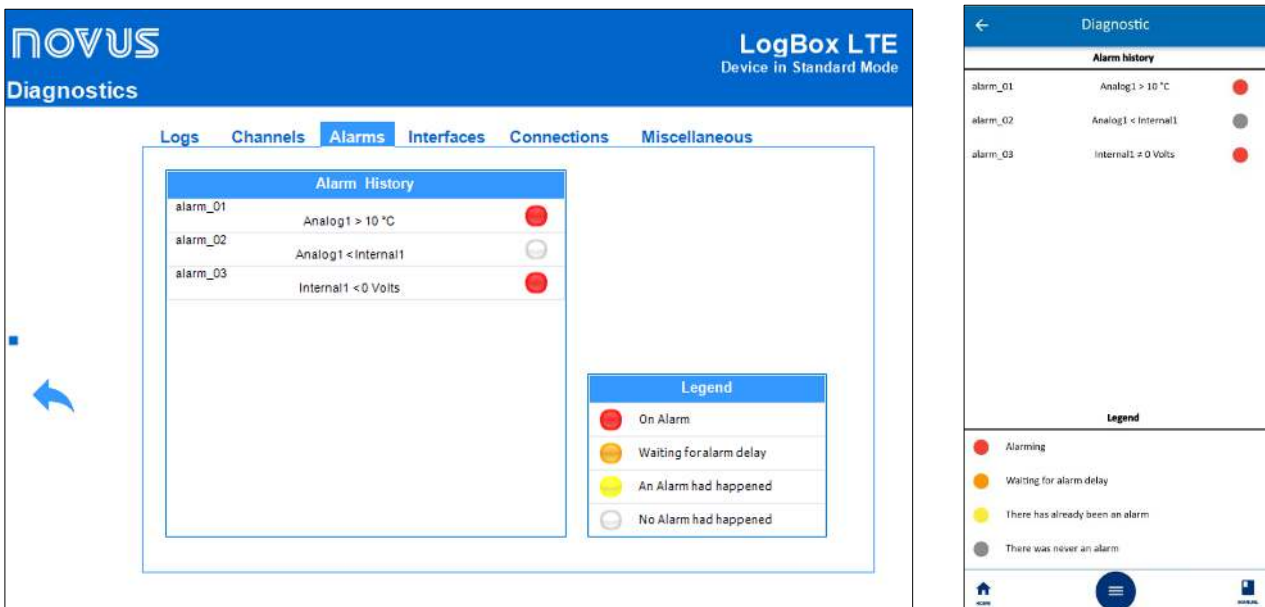 novus
LogBox LTE
Device in Standard Mode
Diagnostics
Logs Channels Alarms Interfaces Connections Miscellaneous
Alarm History
alarm_01
Analog1 > 10 °C
alarm_02
Analog1 < Internal1
alarm_03
Internal1 < 0 Volts
Legend
On Alarm
Waiting for alarm delay
An Alarm had happened
No Alarm had happened
Diagnostic
Alarm history
alarm_01 Analog1 > 10 °C
alarm_02 Analog1 < Internal1
alarm_03 Internal1 ≠ 0 Volts
Legend
Alarming
Waiting for alarm delay
There has already been an alarm
There was never an alarm
HOME